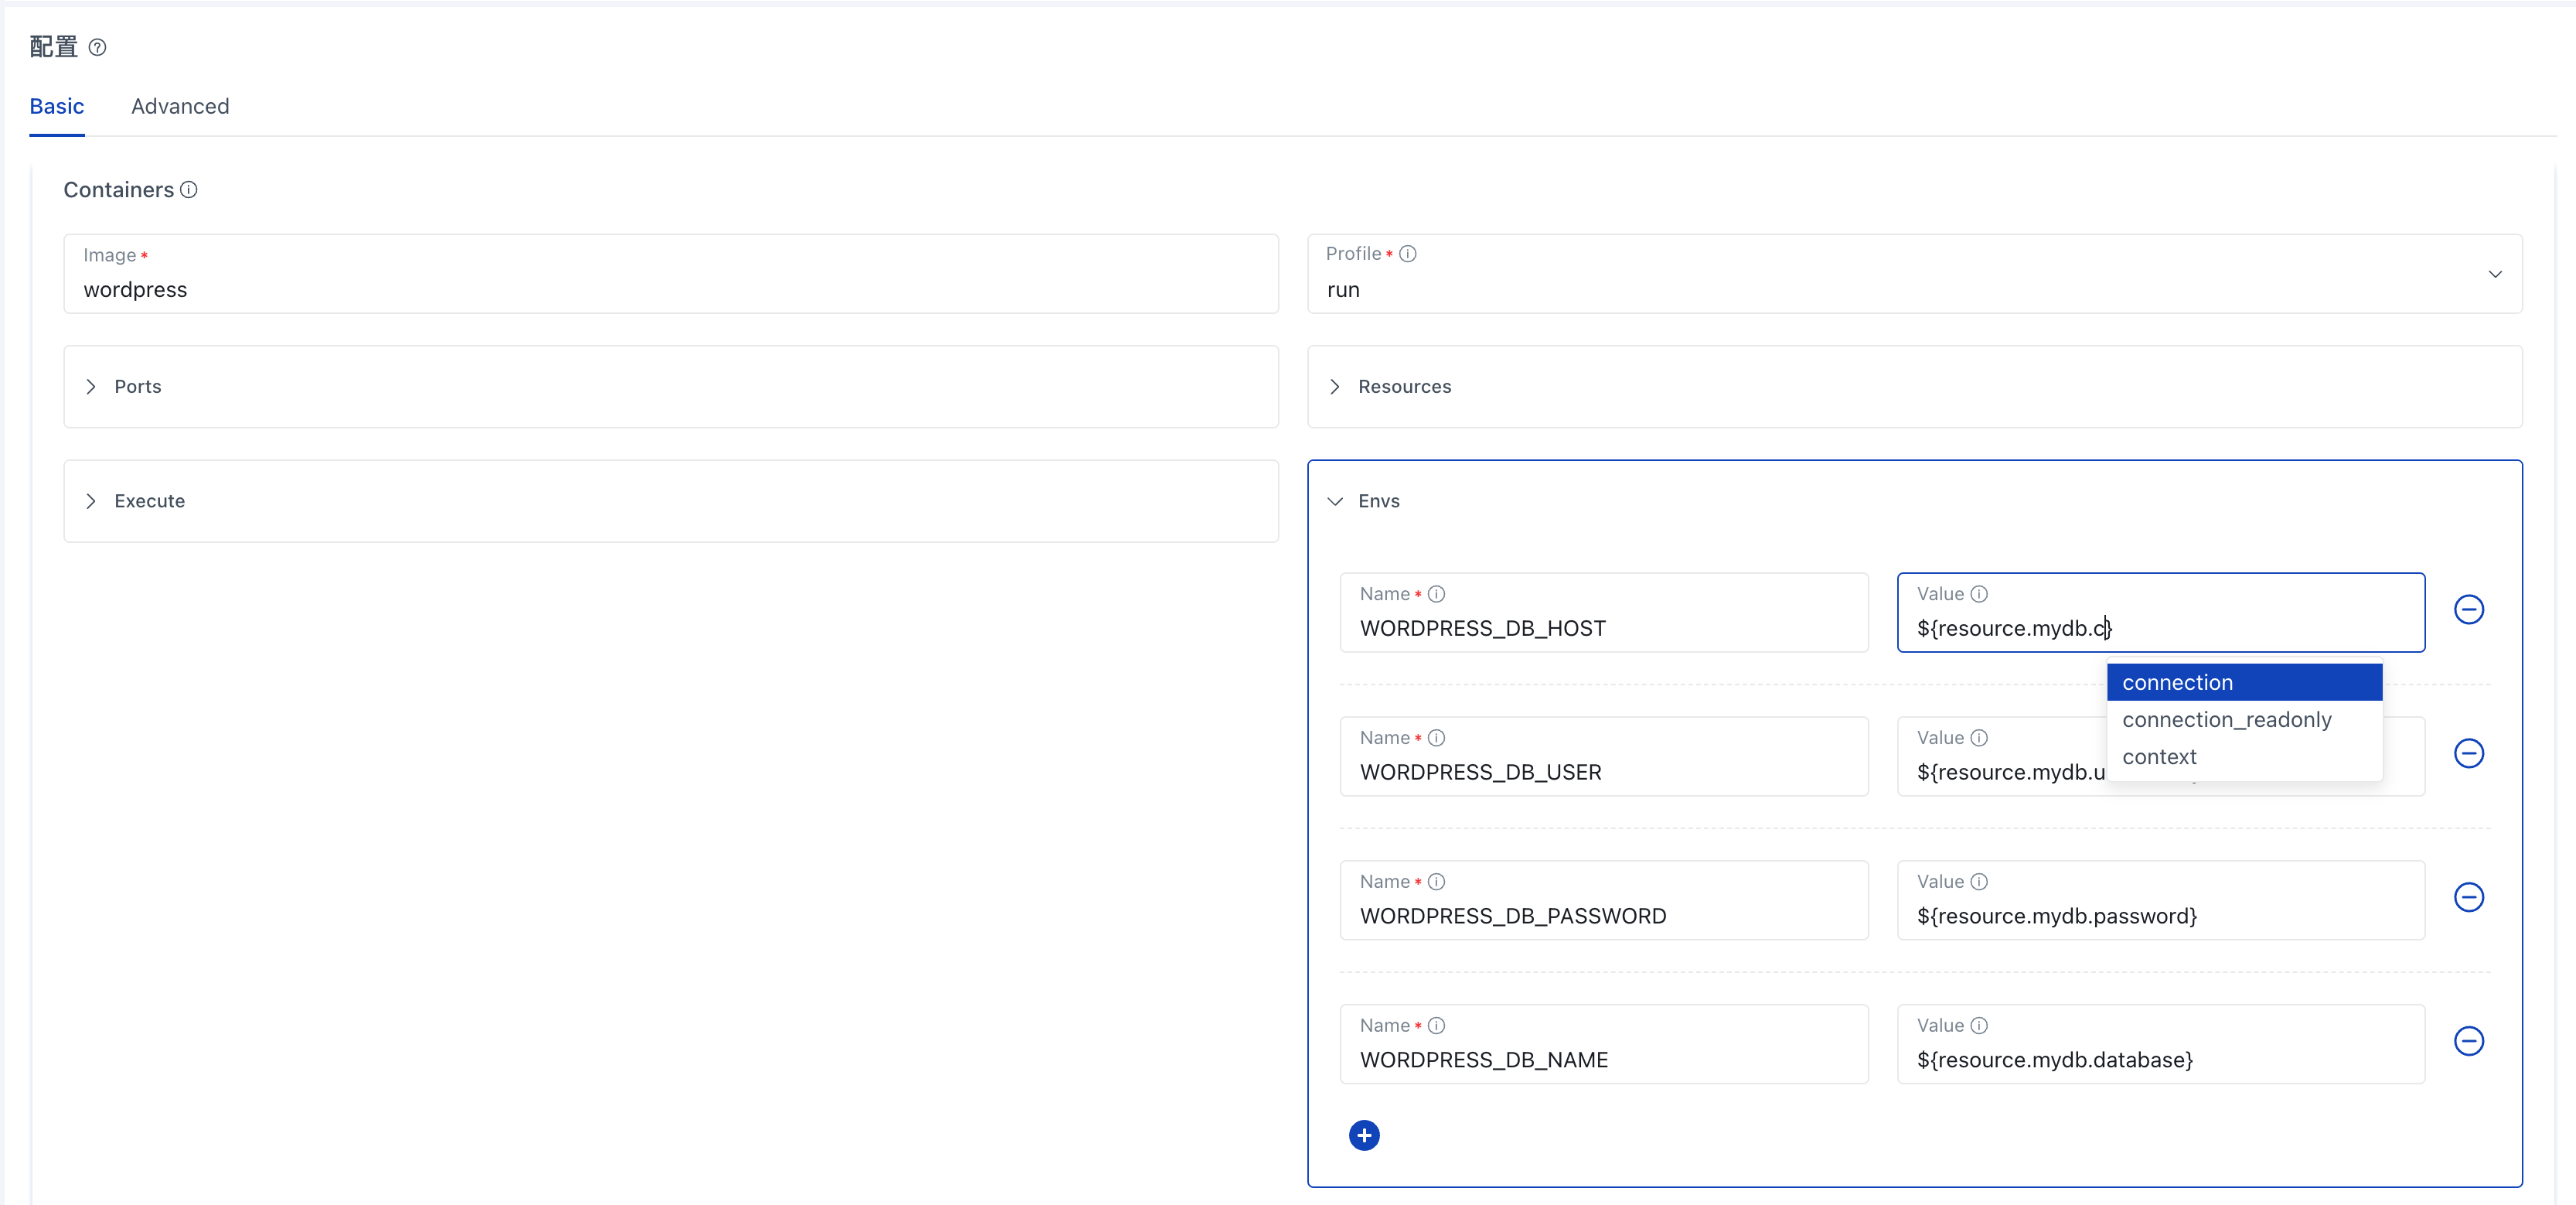 配置
Basic
Advanced
Containers
Image *
wordpress
Profile *
run
Ports
Resources
Execute
Envs
Name *
WORDPRESS_DB_HOST
Value
${resource.mydb.c}
connection
connection_readonly
context
Name *
WORDPRESS_DB_USER
Value
${resource.mydb.u
Name *
WORDPRESS_DB_PASSWORD
Value
${resource.mydb.password}
Name *
WORDPRESS_DB_NAME
Value
${resource.mydb.database}